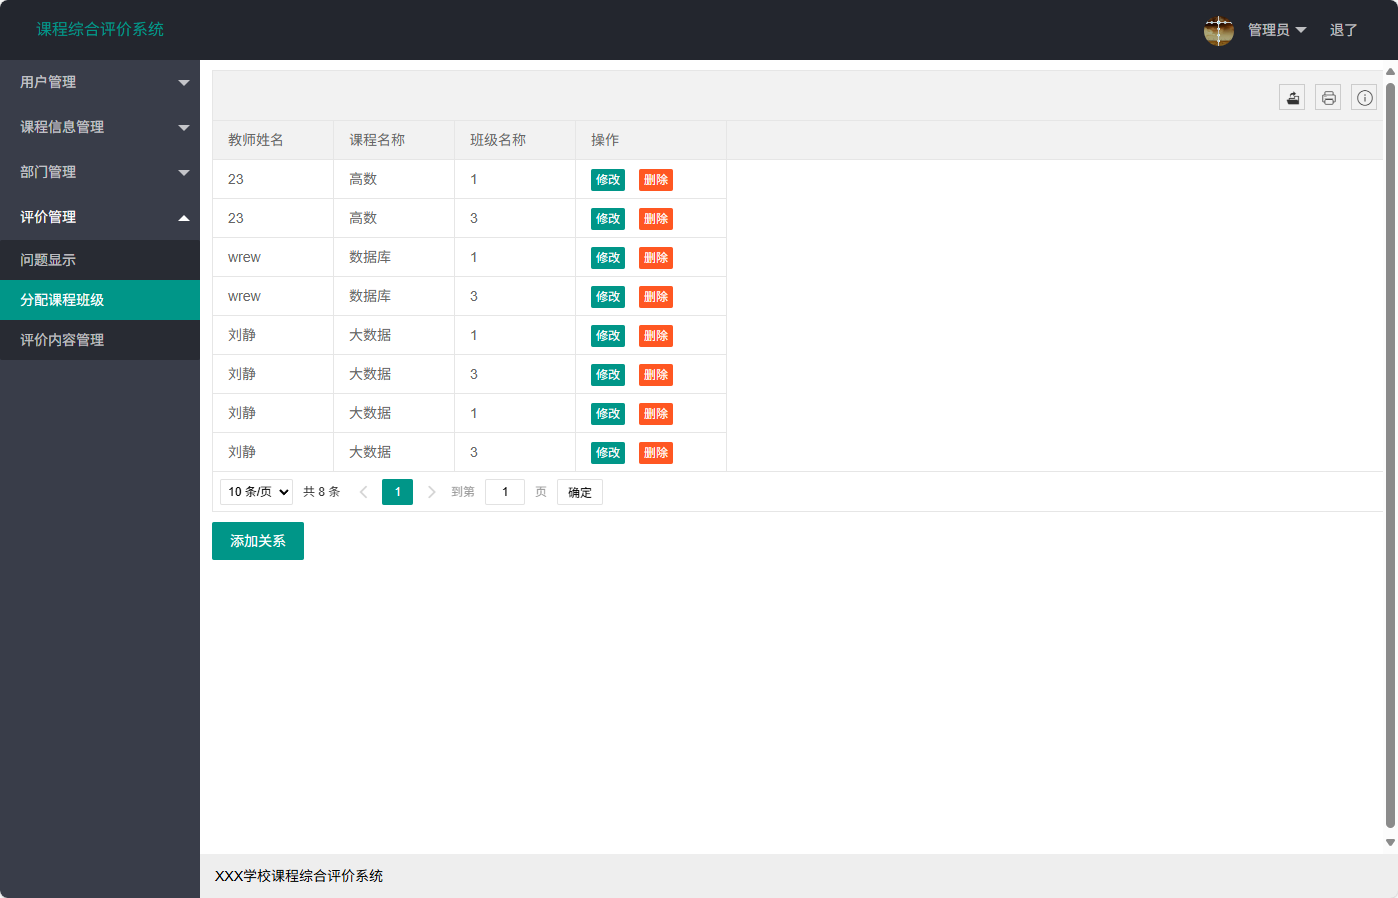 课程综合评价系统
管理员 退了
用户管理
课程信息管理
部门管理
评价管理
问题显示
分配课程班级
评价内容管理
教师姓名 课程名称 班级名称 操作
23 高数 1 修改 删除
23 高数 3 修改 删除
wrew 数据库 1 修改 删除
wrew 数据库 3 修改 删除
刘静 大数据 1 修改 删除
刘静 大数据 3 修改 删除
刘静 大数据 1 修改 删除
刘静 大数据 3 修改 删除
10 条/页 共 8 条 1 到第 1 页 确定
添加关系
XXX学校课程综合评价系统